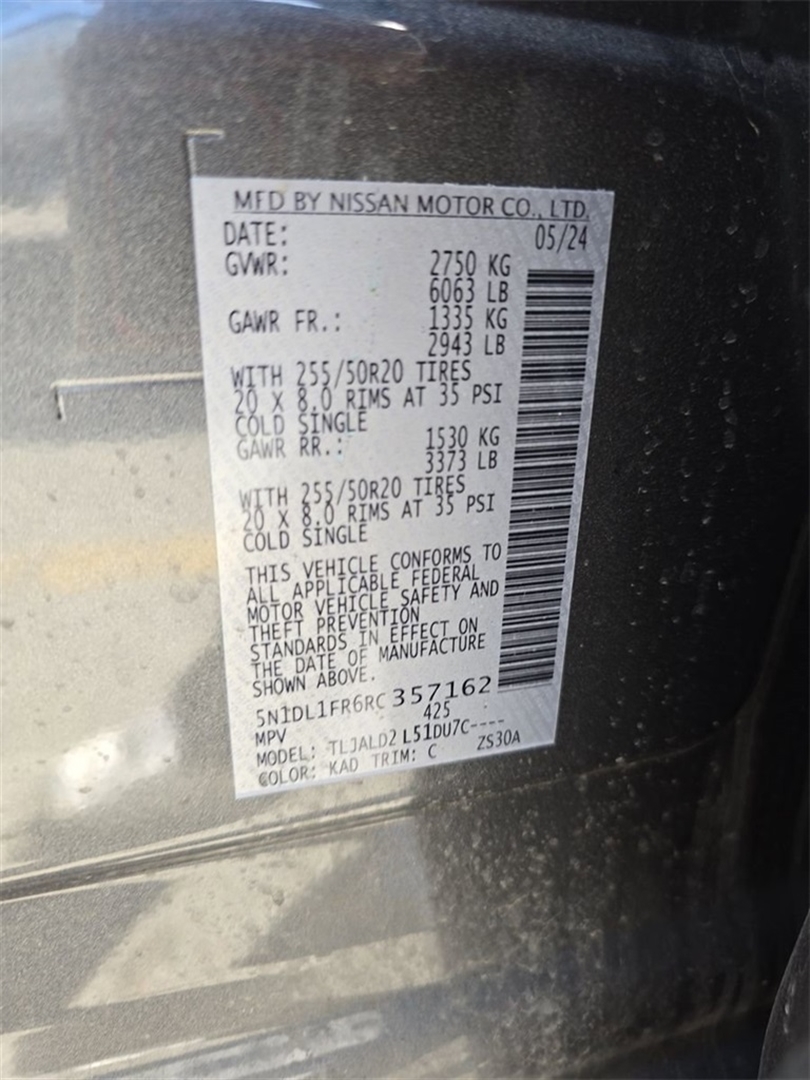 MFD BY NISSAN MOTOR CO., LTD.
DATE: 05/24
GVWR: 2750 KG
6063 LB
GAWR FR.: 1335 KG
2943 LB
WITH 255/50R20 TIRES
20 X 8.0 RIMS AT 35 PSI
COLD SINGLE
GAWR RR.: 1530 KG
3373 LB
WITH 255/50R20 TIRES
20 X 8.0 RIMS AT 35 PSI
COLD SINGLE
THIS VEHICLE CONFORMS TO
ALL APPLICABLE FEDERAL
MOTOR VEHICLE SAFETY AND
THEFT PREVENTION
STANDARDS IN EFFECT ON
THE DATE OF MANUFACTURE
SHOWN ABOVE.
5N1DL1FR6RC357162
MPV 425
MODEL: TLJALD2 L51DU7C----
COLOR: KAD TRIM: C ZS30A